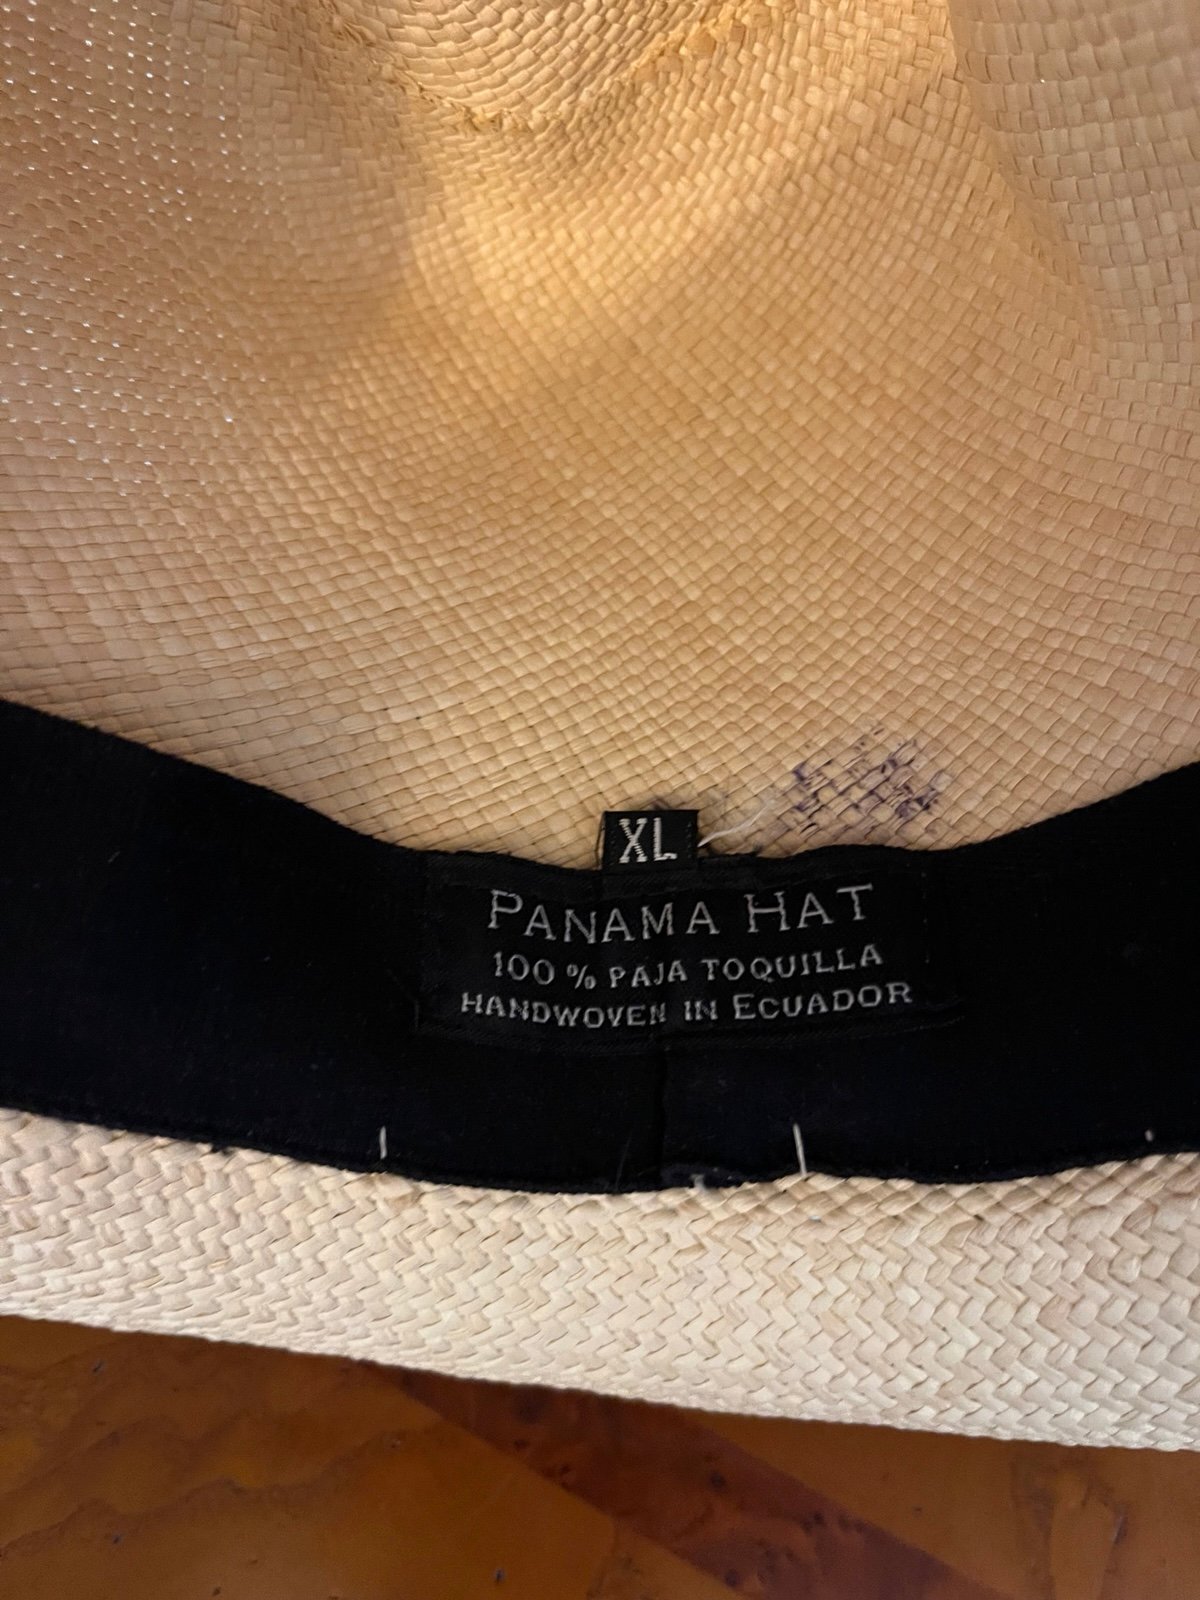 XL
PANAMA HAT
100 % PAJA TOQUILLA
HANDWOVEN IN ECUADOR